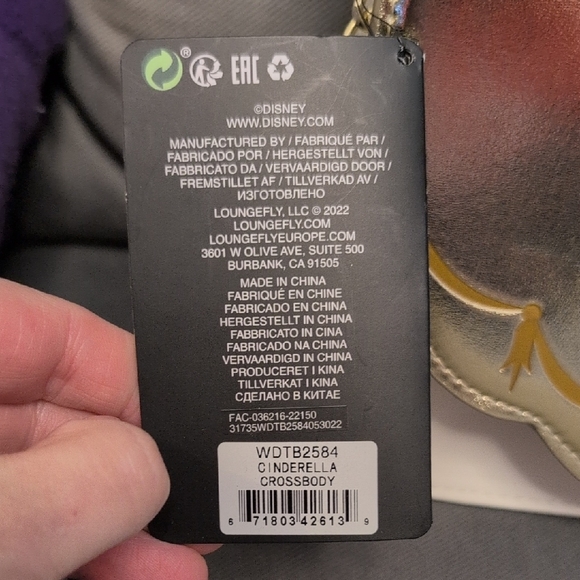 ® EAC
©DISNEY
WWW.DISNEY.COM
MANUFACTURED BY / FABRIQUÉ PAR /
FABRICADO POR / HERGESTELLT VON /
FABBRICATO DA / VERVAARDIGD DOOR /
FREMSTILLET AF / TILLVERKAD AV /
ИЗГОТОВЛЕНО
LOUNGEFLY, LLC © 2022
LOUNGEFLY.COM
LOUNGEFLYEUROPE.COM
3601 W OLIVE AVE, SUITE 500
BURBANK, CA 91505
MADE IN CHINA
FABRIQUÉ EN CHINE
FABRICADO EN CHINA
HERGESTELLT IN CHINA
FABBRICATO IN CINA
FABRICADO NA CHINA
VERVAARDIGD IN CHINA
PRODUCERET I KINA
TILLVERKAT I KINA
СДЕЛАНО В КИТАЕ
FAC-036216-22150
31735WDTB2584053022
WDTB2584
CINDERELLA
CROSSBODY
6 71803 42613 9